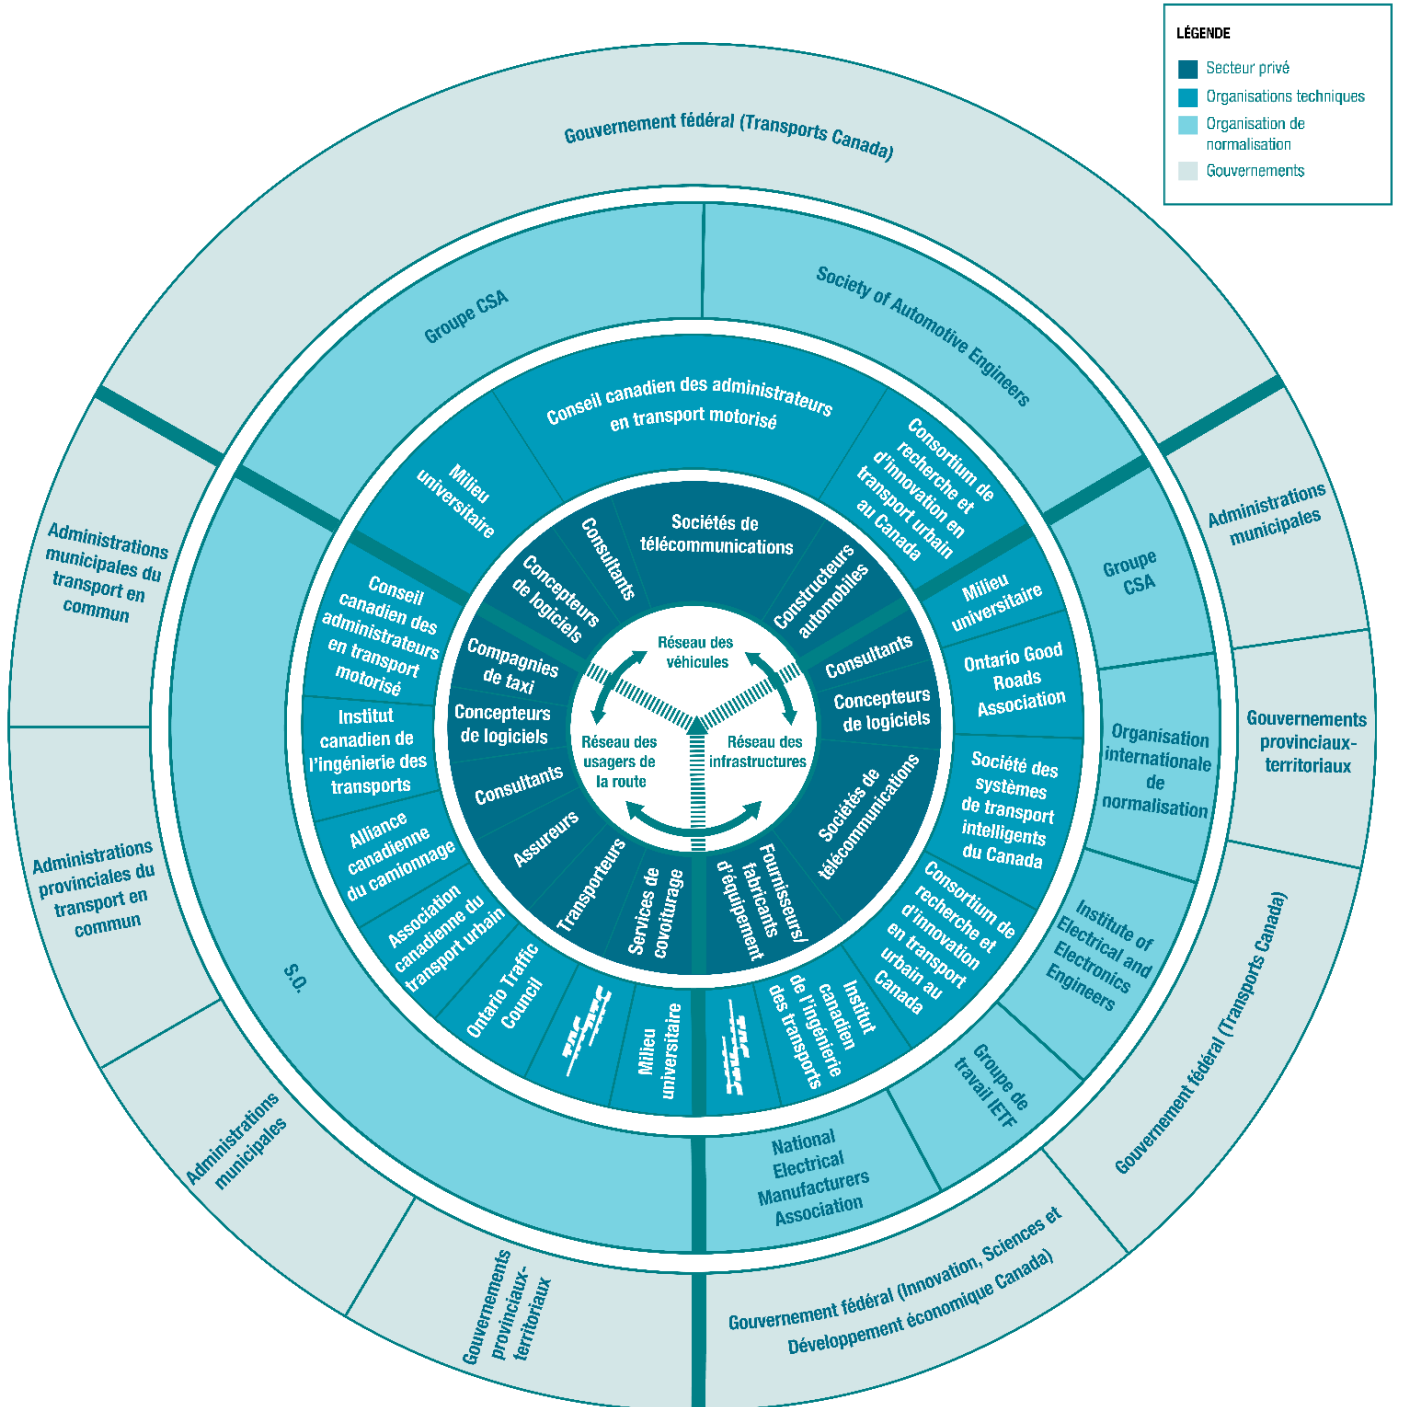 LÉGENDE
Secteur privé
Organisations techniques
Organisation de
normalisation
Gouvernements
Gouvernement fédéral (Transports Canada)
Groupe CSA
Society of Automotive Engineers
Milieu
universitaire
Conseil canadien des administrateurs
en transport motorisé
Consortium de
recherche et
d'innovation en
transport urbain
au Canada
Concepteurs
de logiciels
Consultants
Sociétés de
télécommunications
Constructeurs
automobiles
Réseau des
véhicules
Réseau des
usagers de
la route
Réseau des
infrastructures
Administrations
municipales
Gouvernements
provinciaux-
territoriaux
Gouvernement fédéral (Transports Canada)
Gouvernement fédéral (Innovation, Sciences et
Développement économique Canada)
Groupe
CSA
Organisation
internationale
de
normalisation
Institute of
Electrical and
Electronics
Engineers
Groupe de
travail IETF
National
Electrical
Manufacturers
Association
Milieu
universitaire
Ontario Good
Roads
Association
Société des
systèmes
de transport
intelligents
du Canada
Consortium de
recherche et
d'innovation
en transport
urbain au
Canada
Institut
canadien
de l'ingénierie
des transports
Consultants
Concepteurs
de logiciels
Sociétés de
télécommunications
Fournisseurs/
fabricants
d'équipement
Administrations
municipales du
transport en
commun
Administrations
provinciales du
transport en
commun
Administrations
municipales
Gouvernements
provinciaux-
territoriaux
S.O.
Conseil
canadien des
administrateurs
en transport
motorisé
Institut
canadien de
l'ingénierie des
transports
Alliance
canadienne
du camionnage
Association
canadienne du
transport urbain
Ontario Traffic
Council
Milieu
universitaire
Compagnies
de taxi
Concepteurs
de logiciels
Consultants
Assureurs
Transporteurs
Services de
covoiturage